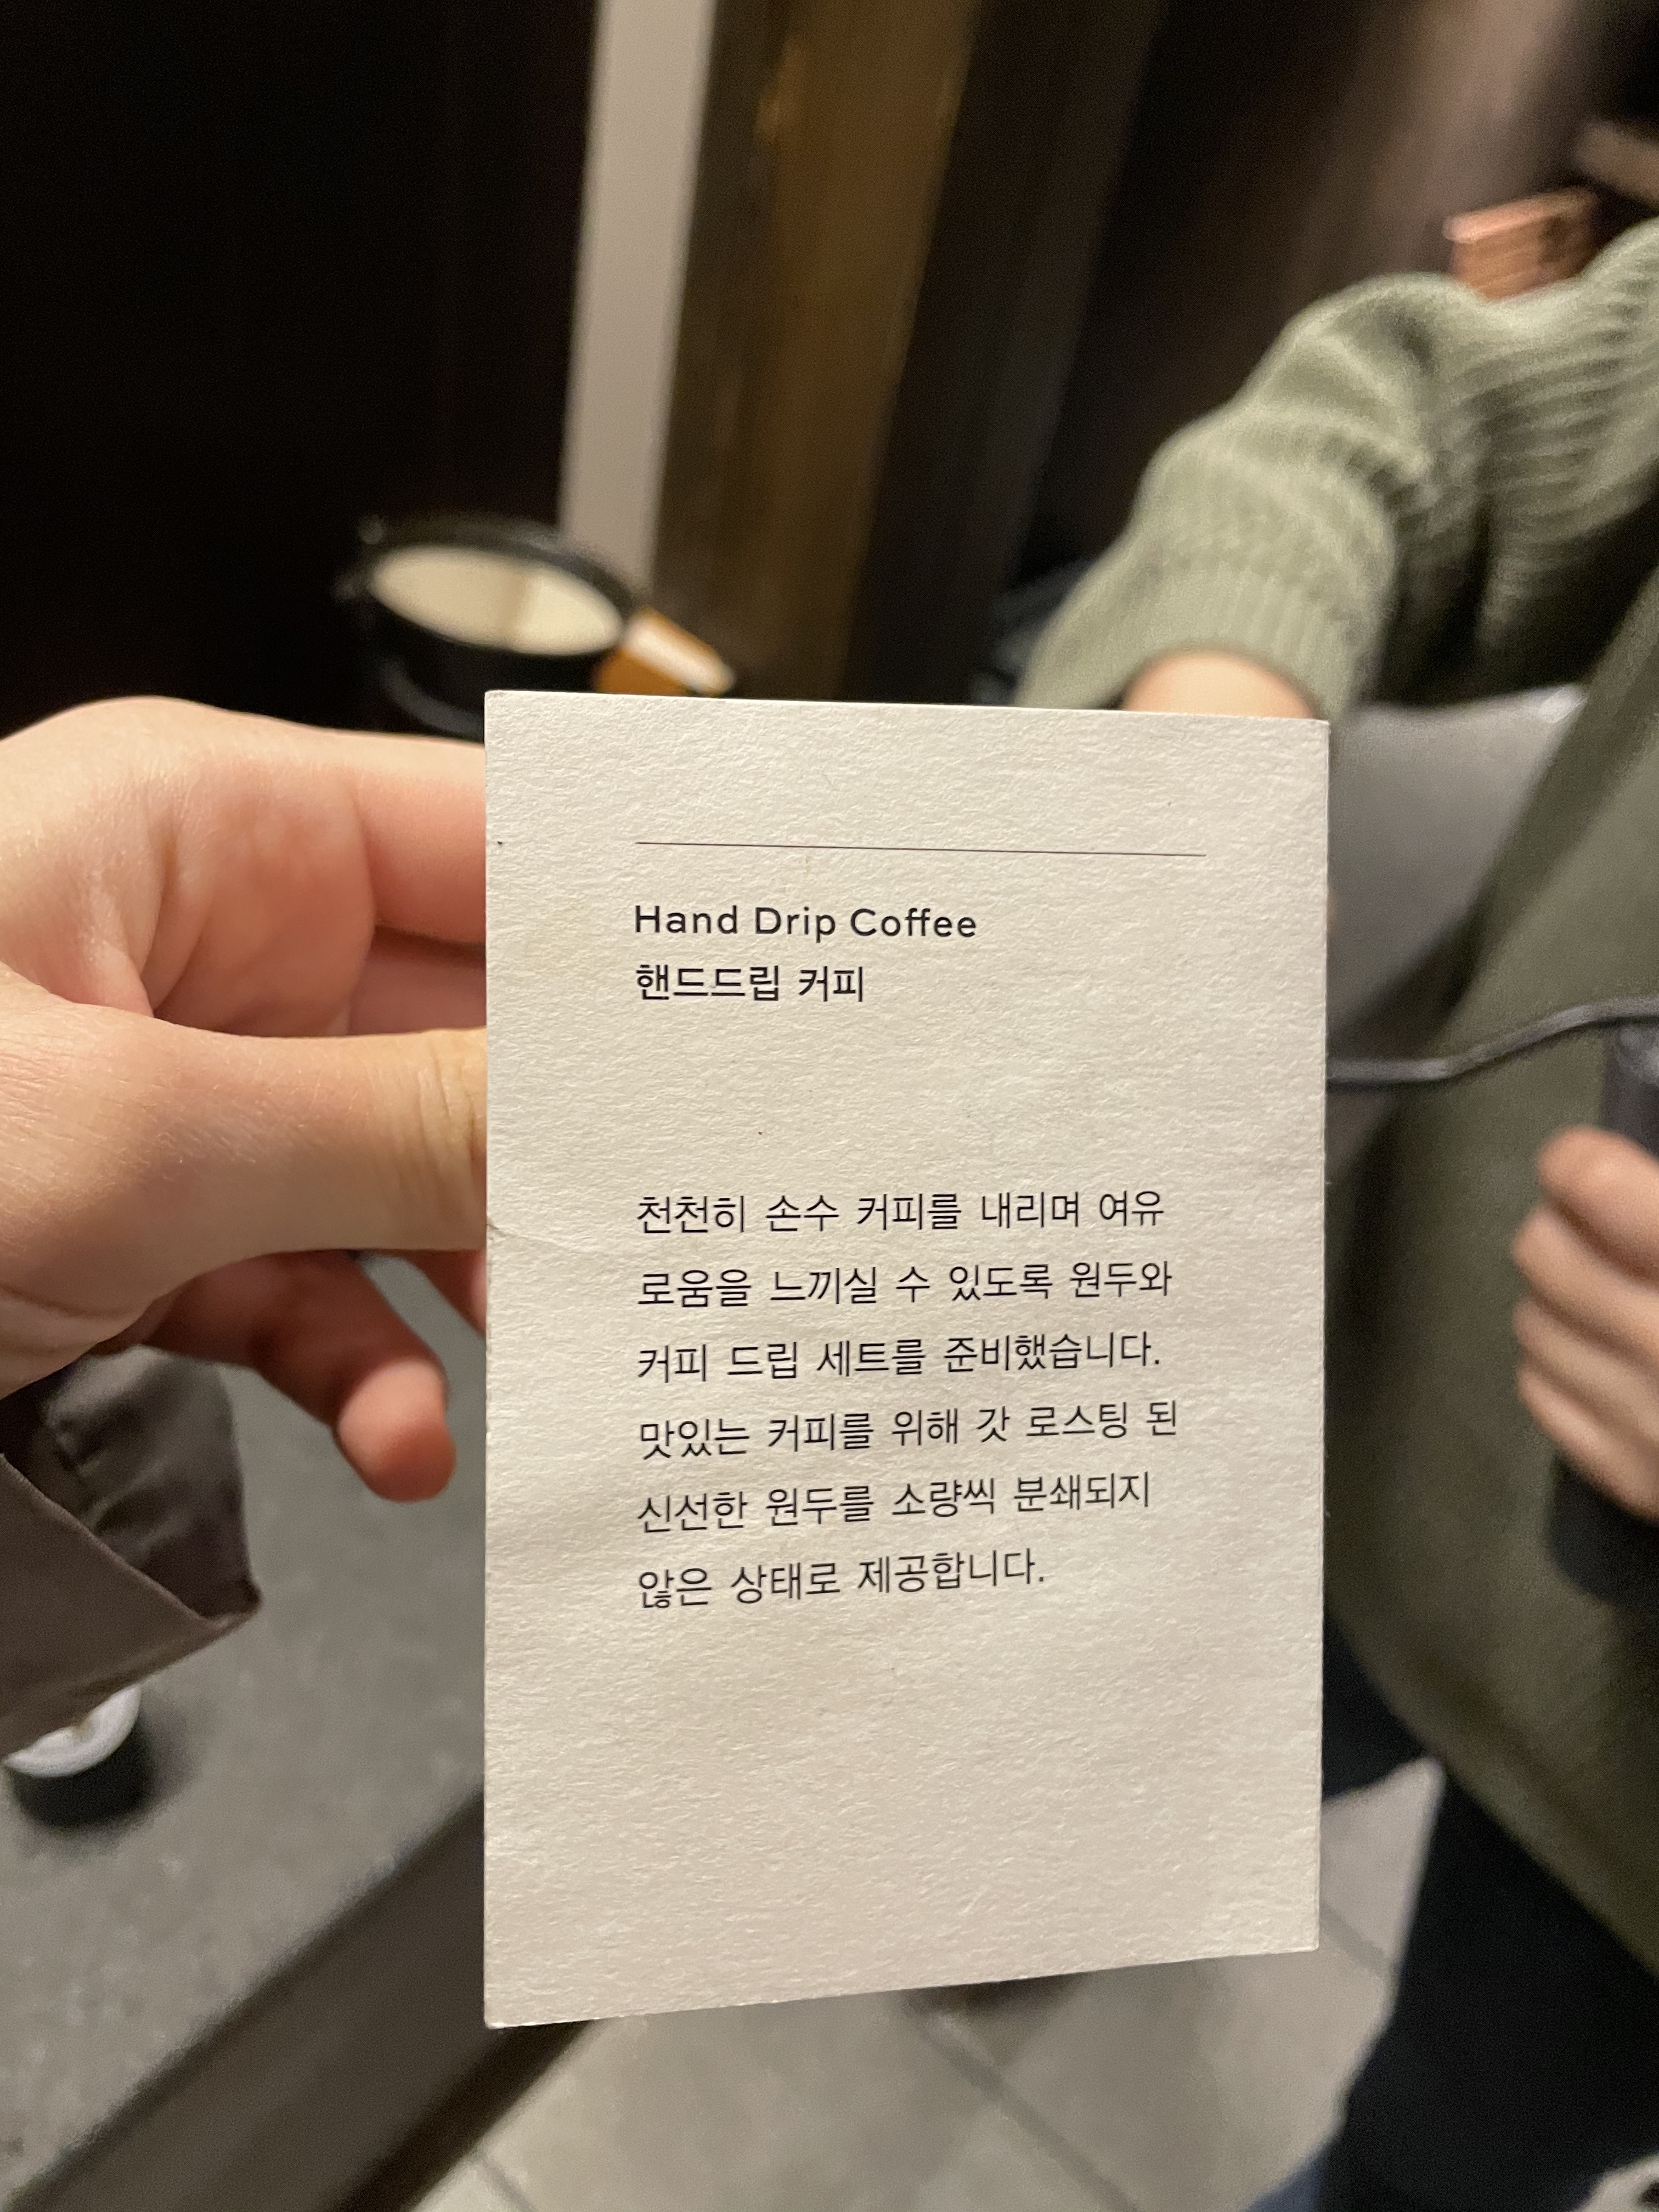 Hand Drip Coffee
핸드드립 커피
천천히 손수 커피를 내리며 여유
로움을 느끼실 수 있도록 원두와
커피 드립 세트를 준비했습니다.
맛있는 커피를 위해 갓 로스팅 된
신선한 원두를 소량씩 분쇄되지
않은 상태로 제공합니다.